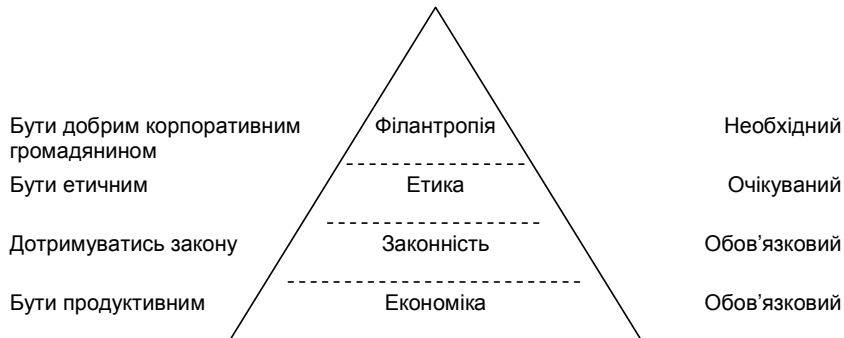 Бути добрим корпоративним Філантропія Необхідний
громадянином
Бути етичним Етика Очікуваний
Дотримуватись закону Законність Обов’язковий
Бути продуктивним Економіка Обов’язковий